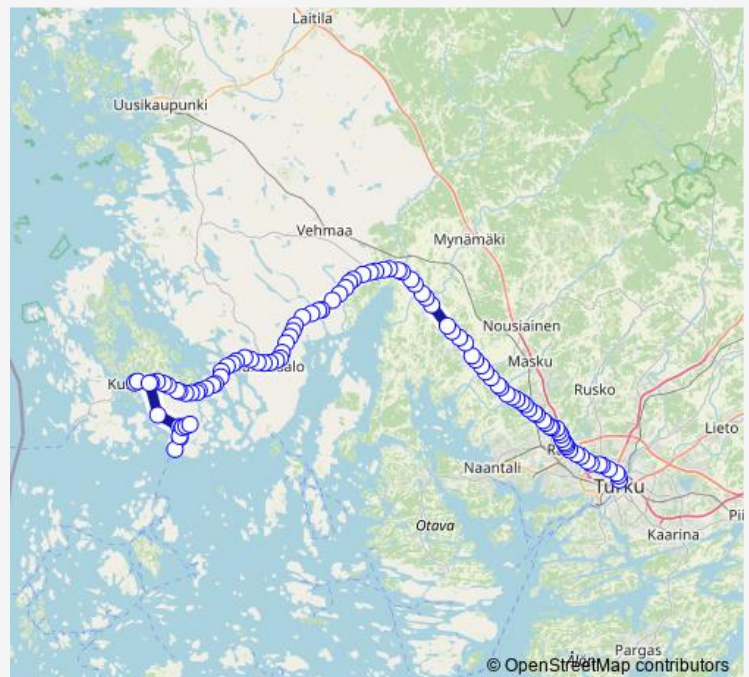 Laitila
Uusikaupunki
Vehmaa
Mynämäki
Nousiainen
Masku
Rusko
Lieto
Naantali
Turku
Kaarina
Otava
Pargas
© OpenStreetMap contributors